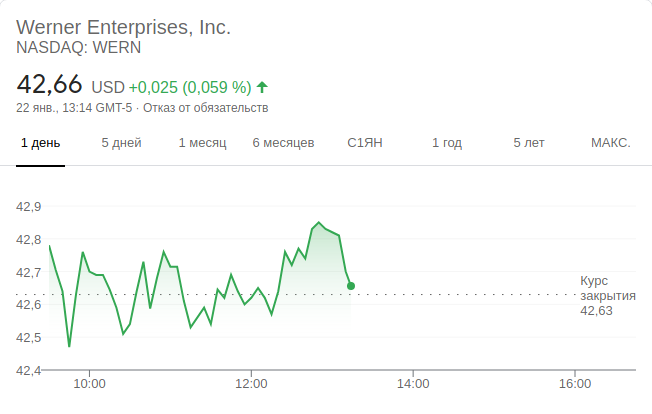 Werner Enterprises, Inc.
NASDAQ: WERN
42,66 USD +0,025 (0,059 %)
22 янв., 13:14 GMT-5 · Отказ от обязательств
1 день 5 дней 1 месяц 6 месяцев С1ЯН 1 год 5 лет МАКС.
42,9
42,8
42,7
42,6
42,5
42,4
Курс
закрытия
42,63
10:00 12:00 14:00 16:00